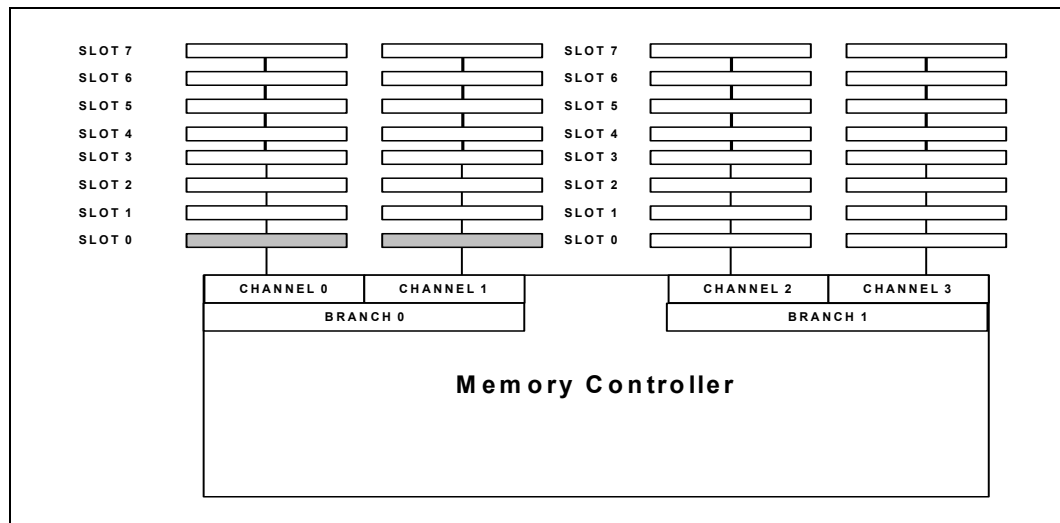 SLOT 7 SLOT 7
SLOT 6 SLOT 6
SLOT 5 SLOT 5
SLOT 4 SLOT 4
SLOT 3 SLOT 3
SLOT 2 SLOT 2
SLOT 1 SLOT 1
SLOT 0 SLOT 0
CHANNEL 0 CHANNEL 1 CHANNEL 2 CHANNEL 3
BRANCH 0 BRANCH 1
Memory Controller